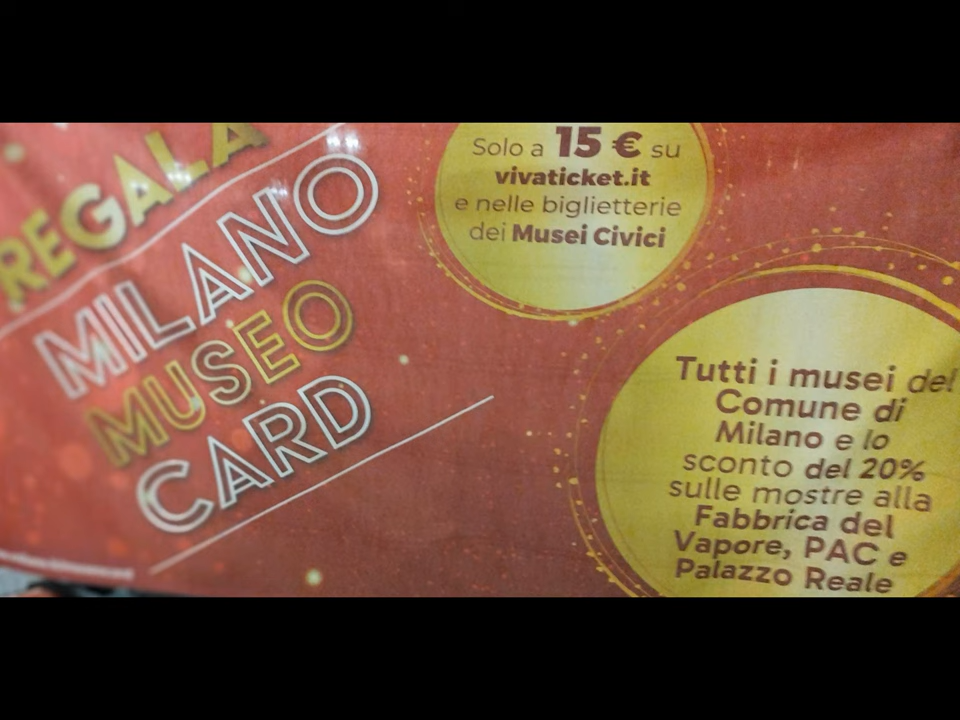 REGALA
MILANO
MUSEO
CARD
Solo a 15 € su
vivaticket.it
e nelle biglietterie
dei Musei Civici
Tutti i musei del
Comune di
Milano e lo
sconto del 20%
sulle mostre alla
Fabbrica del
Vapore, PAC e
Palazzo Reale